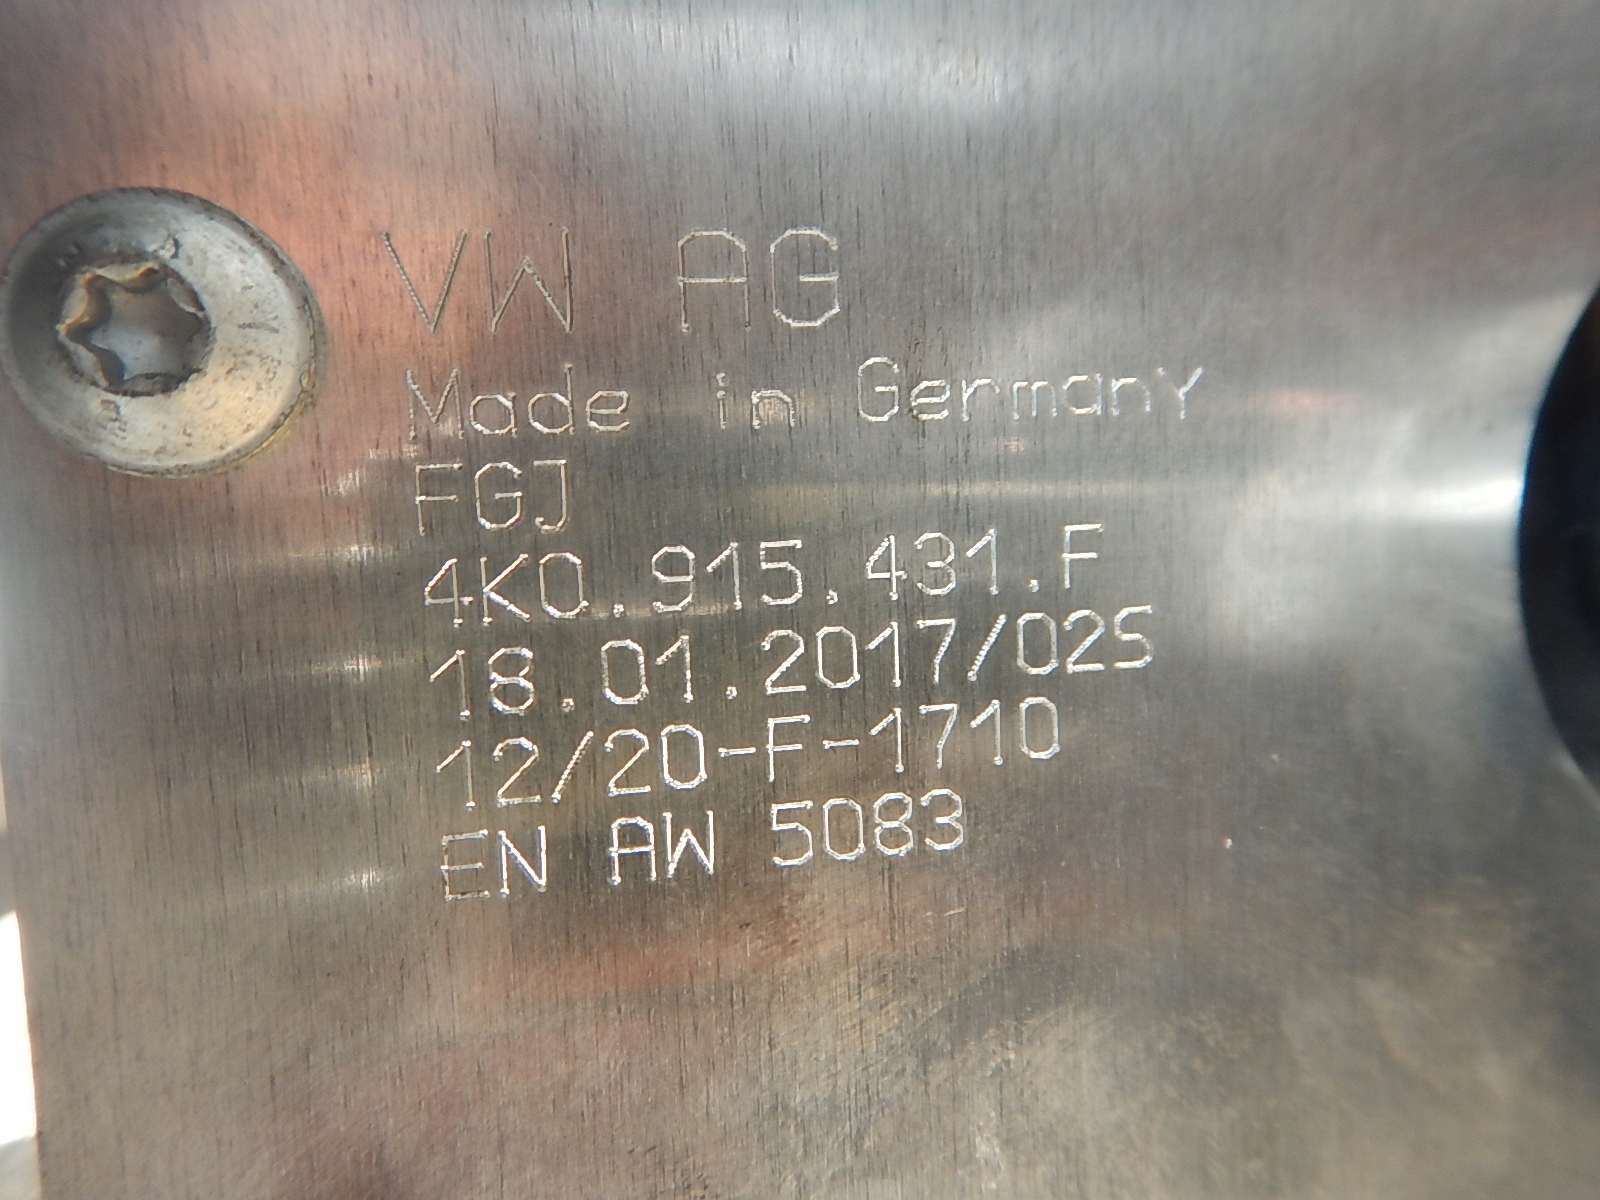 VW AG
Made in Germany
FGJ
4K0.915.431.F
18.01.2017/025
12/20-F-1710
EN AW 5083